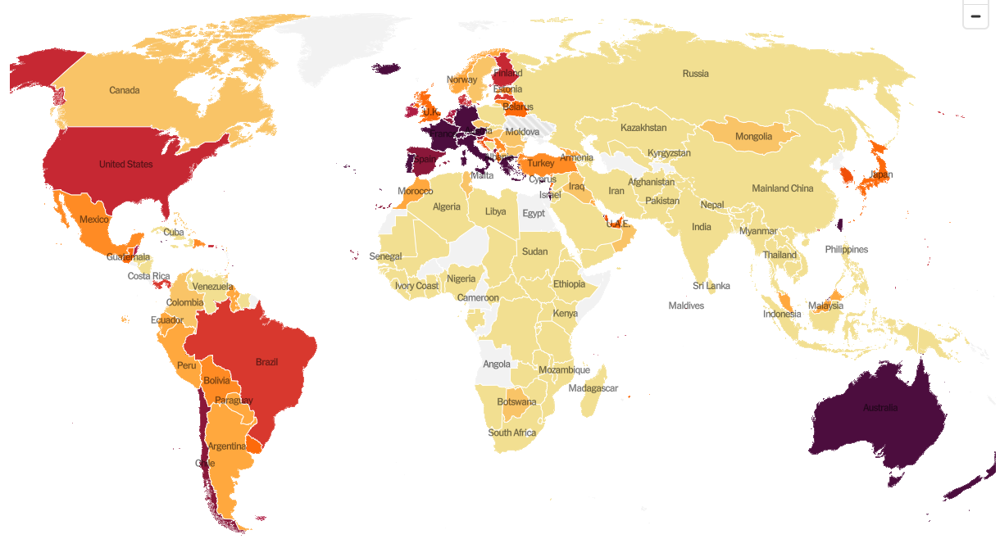 Canada
United States
Mexico
Cuba
Guatemala
Costa Rica
Venezuela
Colombia
Ecuador
Peru
Brazil
Bolivia
Paraguay
Argentina
Chile
Norway
Finland
Estonia
U.K.
Belarus
France
Moldova
Spain
Albania
Turkey
Armenia
Malta
Cyprus
Israel
Iraq
Iran
Morocco
Algeria
Libya
Egypt
U.A.E.
Senegal
Sudan
Ivory Coast
Nigeria
Cameroon
Ethiopia
Kenya
Angola
Mozambique
Madagascar
Botswana
South Africa
Russia
Kazakhstan
Mongolia
Kyrgyzstan
Afghanistan
Pakistan
Nepal
India
Mainland China
Japan
Myanmar
Thailand
Philippines
Sri Lanka
Maldives
Malaysia
Indonesia
Australia